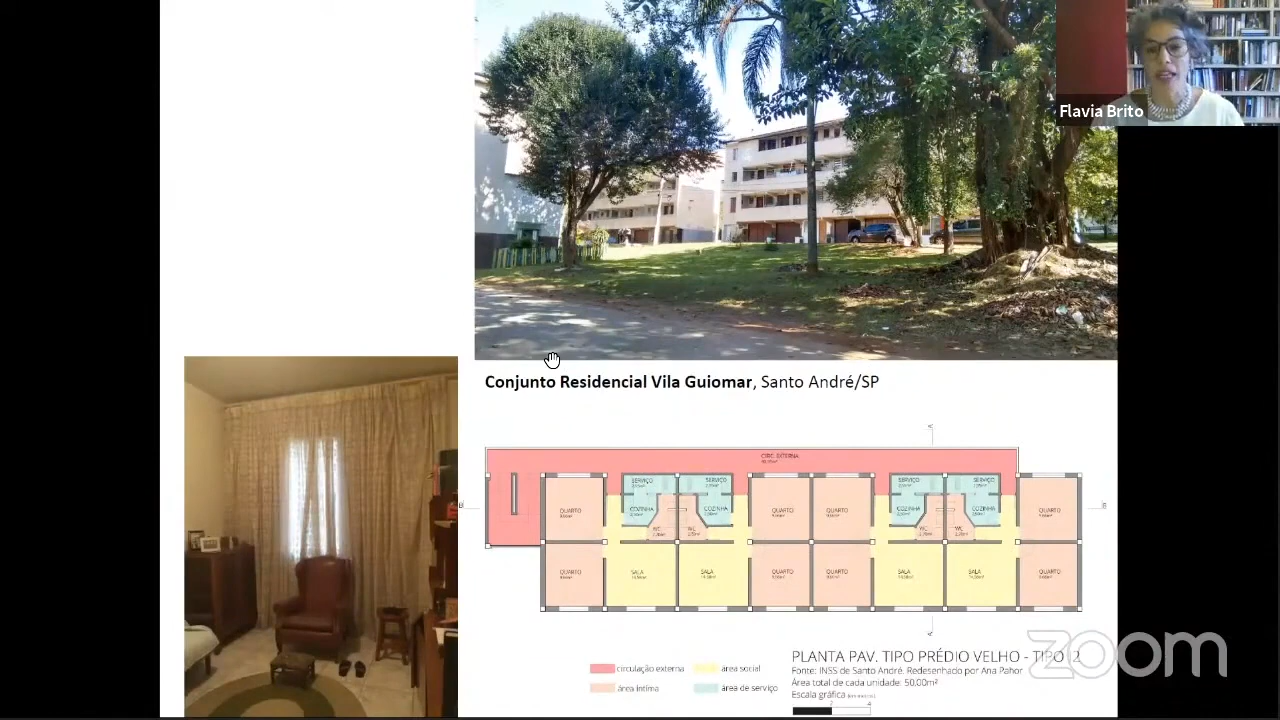 Flavia Brito
Conjunto Residencial Vila Guiomar, Santo André/SP
A
CIRC. EXTERNA
SERVIÇO
SERVIÇO
SERVIÇO
SERVIÇO
B
B
QUARTO
COZINHA
COZINHA
QUARTO
QUARTO
COZINHA
COZINHA
QUARTO
WC
WC
WC
WC
QUARTO
SALA
SALA
QUARTO
QUARTO
SALA
SALA
QUARTO
A
circulação externa
área social
área íntima
área de serviço
PLANTA PAV. TIPO PRÉDIO VELHO - TIPO 2
Fonte: INSS de Santo André. Redesenhado por Ana Pahor
Área total de cada unidade: 50,00m²
Escala gráfica
2 4
zoom